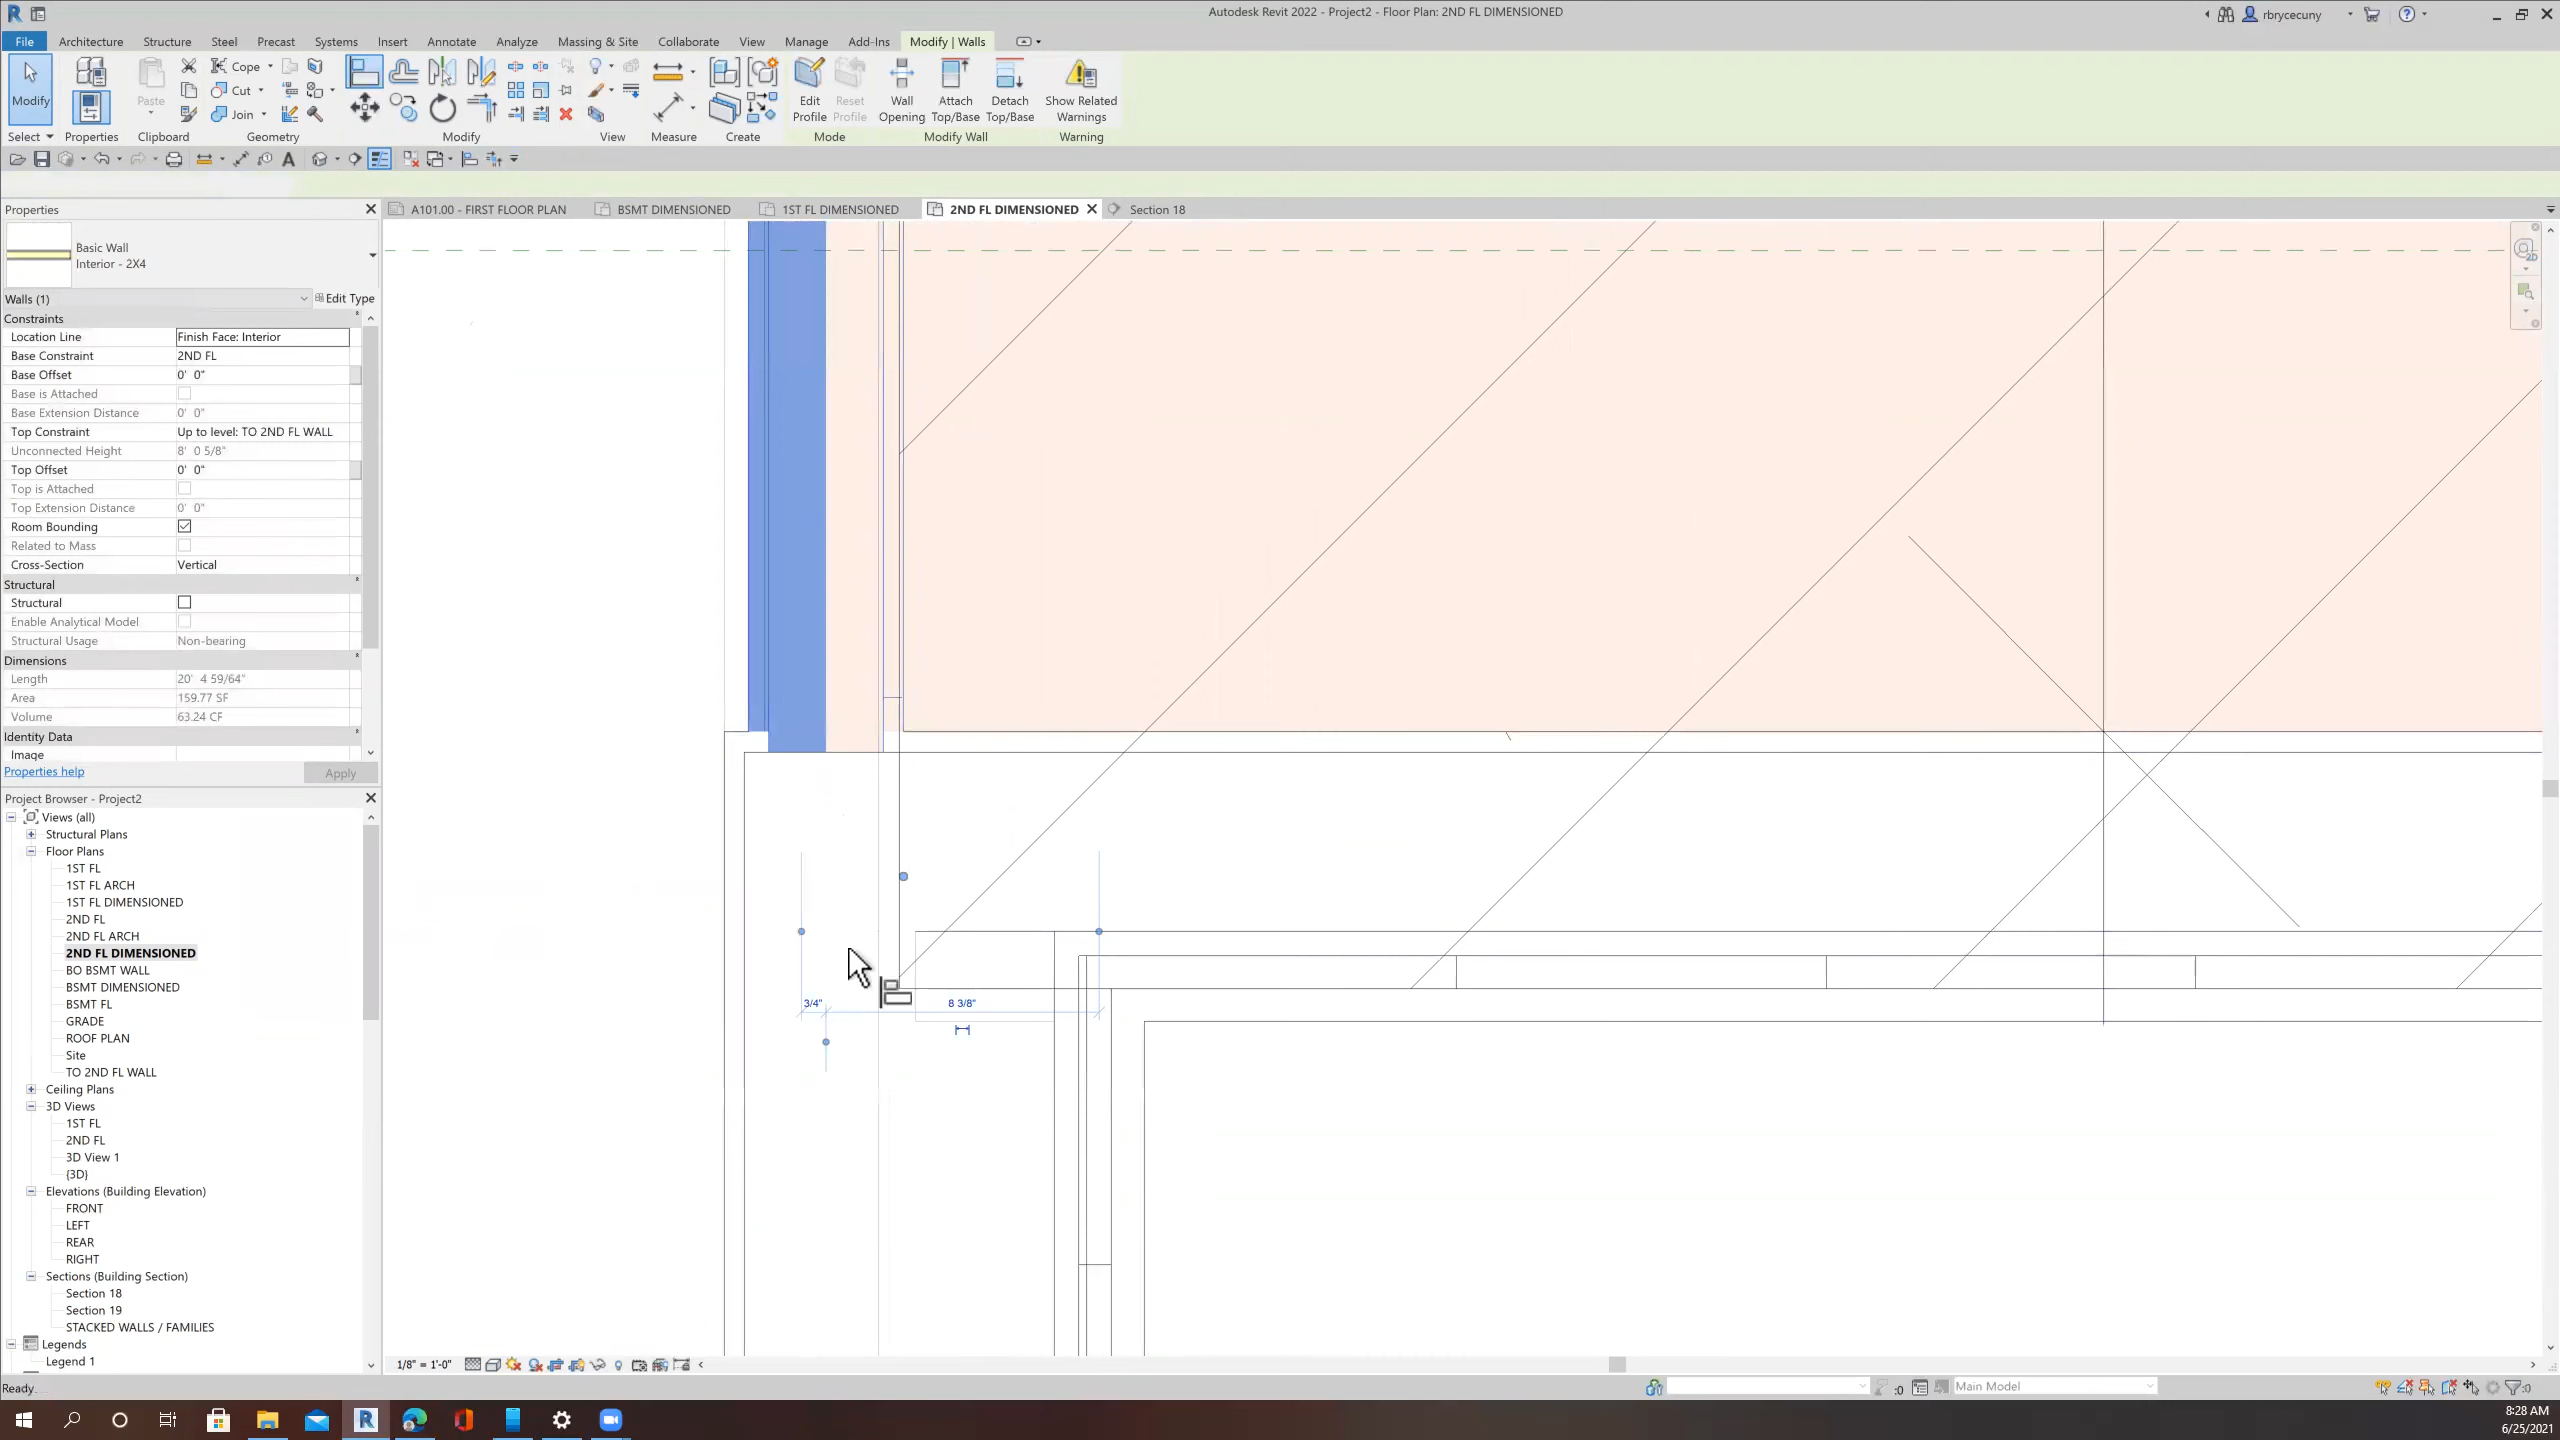 Autodesk Revit 2022 - Project2 - Floor Plan: 2ND FL DIMENSIONED
rbrycecuny
File Architecture Structure Steel Precast Systems Insert Annotate Analyze Massing & Site Collaborate View Manage Add-Ins Modify | Walls
Modify
Paste
Cope
Cut
Join
Edit Profile
Reset Profile
Wall Opening
Attach Top/Base
Detach Top/Base
Show Related Warnings
Select Properties Clipboard Geometry Modify View Measure Create Mode Modify Wall Warning
Properties
A101.00 - FIRST FLOOR PLAN
BSMT DIMENSIONED
1ST FL DIMENSIONED
2ND FL DIMENSIONED
Section 18
Basic Wall
Interior - 2X4
Walls (1)
Edit Type
Constraints
Location Line Finish Face: Interior
Base Constraint 2ND FL
Base Offset 0' 0"
Base is Attached
Base Extension Distance 0' 0"
Top Constraint Up to level: TO 2ND FL WALL
Unconnected Height 8' 0 5/8"
Top Offset 0' 0"
Top is Attached
Top Extension Distance 0' 0"
Room Bounding
Related to Mass
Cross-Section Vertical
Structural
Structural
Enable Analytical Model
Structural Usage Non-bearing
Dimensions
Length 20' 4 59/64"
Area 159.77 SF
Volume 63.24 CF
Identity Data
Image
Properties help
Apply
Project Browser - Project2
Views (all)
Structural Plans
Floor Plans
1ST FL
1ST FL ARCH
1ST FL DIMENSIONED
2ND FL
2ND FL ARCH
2ND FL DIMENSIONED
BO BSMT WALL
BSMT DIMENSIONED
BSMT FL
GRADE
ROOF PLAN
Site
TO 2ND FL WALL
Ceiling Plans
3D Views
1ST FL
2ND FL
3D View 1
{3D}
Elevations (Building Elevation)
FRONT
LEFT
REAR
RIGHT
Sections (Building Section)
Section 18
Section 19
STACKED WALLS / FAMILIES
Legends
Legend 1
3/4"
8 3/8"
2D
1/8" = 1'-0"
Ready
:0
Main Model
:0
8:28 AM
6/25/2021